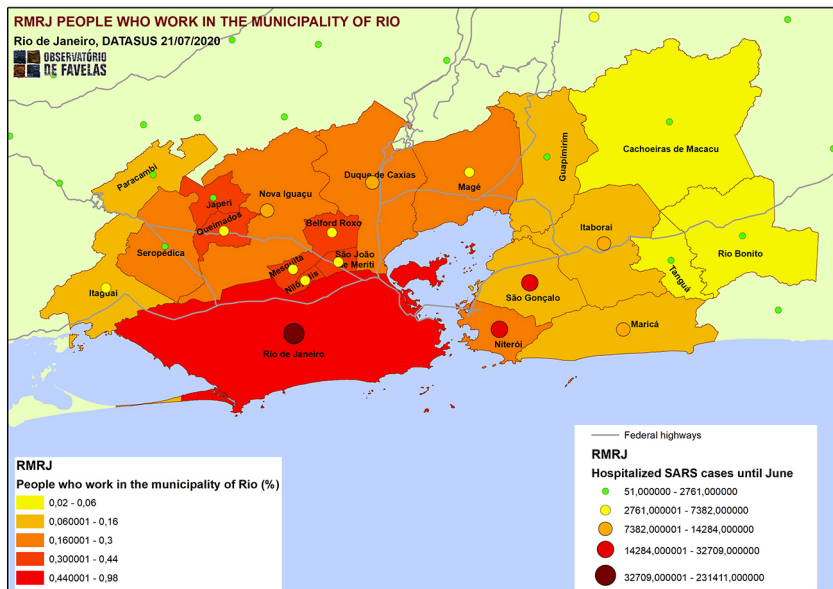 RMRJ PEOPLE WHO WORK IN THE MUNICIPALITY OF RIO
Rio de Janeiro, DATASUS 21/07/2020
OBSERVATÓRIO
DE FAVELAS
Cachoeiras de Macacu
Guapimirim
Paracambi
Duque de Caxias
Magé
Nova Iguaçu
Japeri
Queimados
Belford Roxo
Itaboraí
Seropédica
São João
de Meriti
Mesquita
Nilópolis
Rio Bonito
Tanguá
Itaguaí
São Gonçalo
Maricá
Niterói
Rio de Janeiro
Federal highways
RMRJ
Hospitalized SARS cases until June
51,000000 - 2761,000000
2761,000001 - 7382,000000
7382,000001 - 14284,000000
14284,000001 - 32709,000000
32709,000001 - 231411,000000
RMRJ
People who work in the municipality of Rio (%)
0,02 - 0,06
0,060001 - 0,16
0,160001 - 0,3
0,300001 - 0,44
0,440001 - 0,98